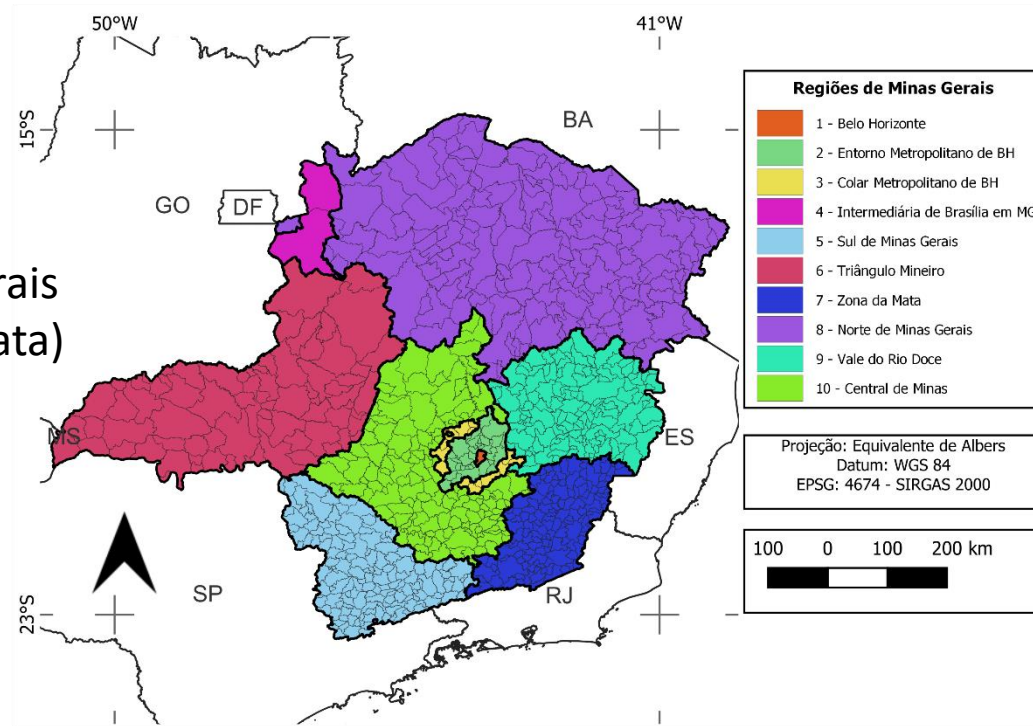 50°W
41°W
15°S
BA
GO
DF
rais
ata)
MS
ES
SP
RJ
23°S
Regiões de Minas Gerais
1 - Belo Horizonte
2 - Entorno Metropolitano de BH
3 - Colar Metropolitano de BH
4 - Intermediária de Brasília em MG
5 - Sul de Minas Gerais
6 - Triângulo Mineiro
7 - Zona da Mata
8 - Norte de Minas Gerais
9 - Vale do Rio Doce
10 - Central de Minas
Projeção: Equivalente de Albers
Datum: WGS 84
EPSG: 4674 - SIRGAS 2000
100 0 100 200 km